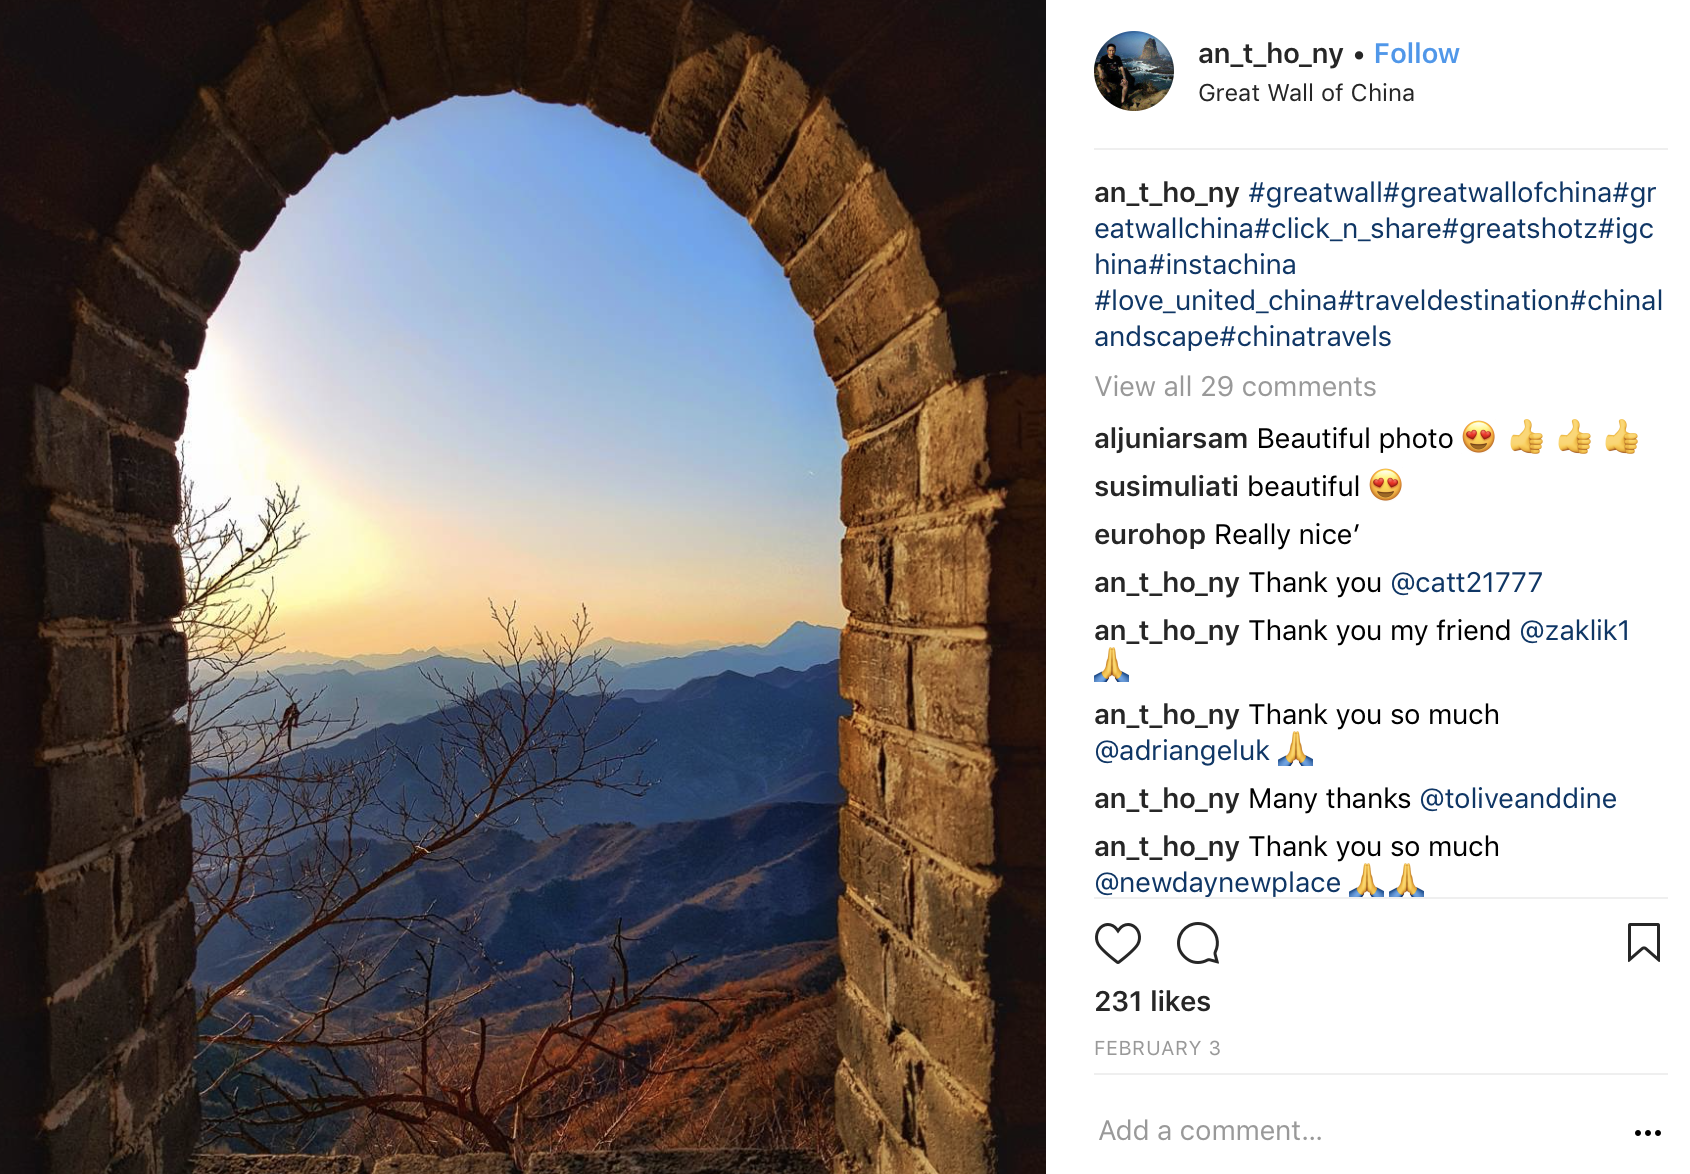 an_t_ho_ny • Follow
Great Wall of China
an_t_ho_ny #greatwall#greatwallofchina#gr
eatwallchina#click_n_share#greatshotz#igc
hina#instachina
#love_united_china#traveldestination#chinal
andscape#chinatravels
View all 29 comments
aljuniarsam Beautiful photo 😍 👍 👍 👍
susimuliati beautiful 😍
eurohop Really nice’
an_t_ho_ny Thank you @catt21777
an_t_ho_ny Thank you my friend @zaklik1
🙏
an_t_ho_ny Thank you so much
@adriangeluk 🙏
an_t_ho_ny Many thanks @toliveanddine
an_t_ho_ny Thank you so much
@newdaynewplace 🙏🙏
231 likes
FEBRUARY 3
Add a comment...